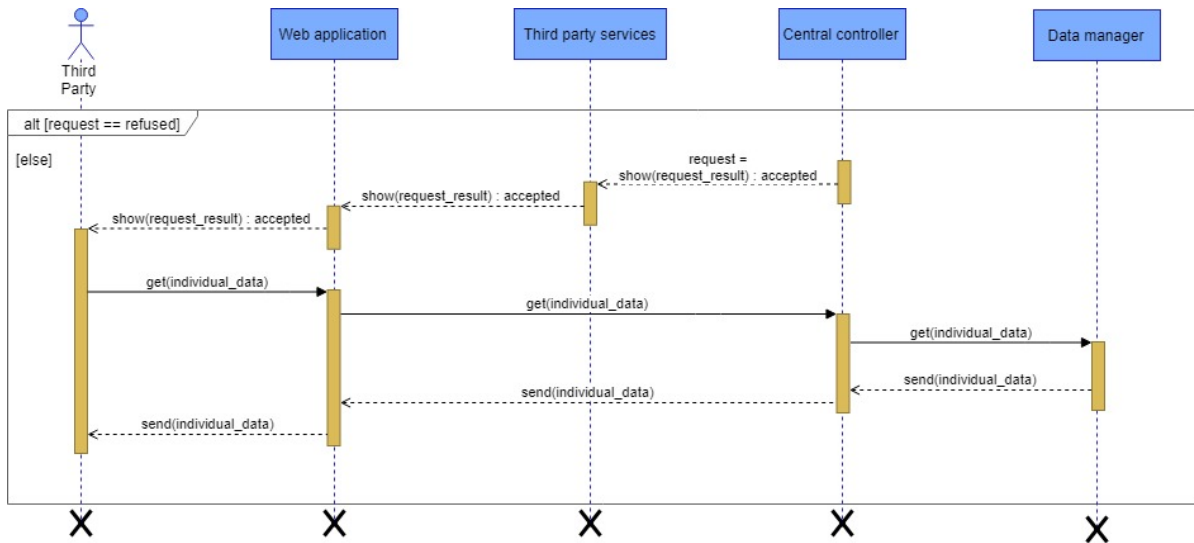 Third
Party
Web application
Third party services
Central controller
Data manager
alt [request == refused]
[else]
request =
show(request_result) : accepted
show(request_result) : accepted
show(request_result) : accepted
get(individual_data)
get(individual_data)
get(individual_data)
send(individual_data)
send(individual_data)
send(individual_data)